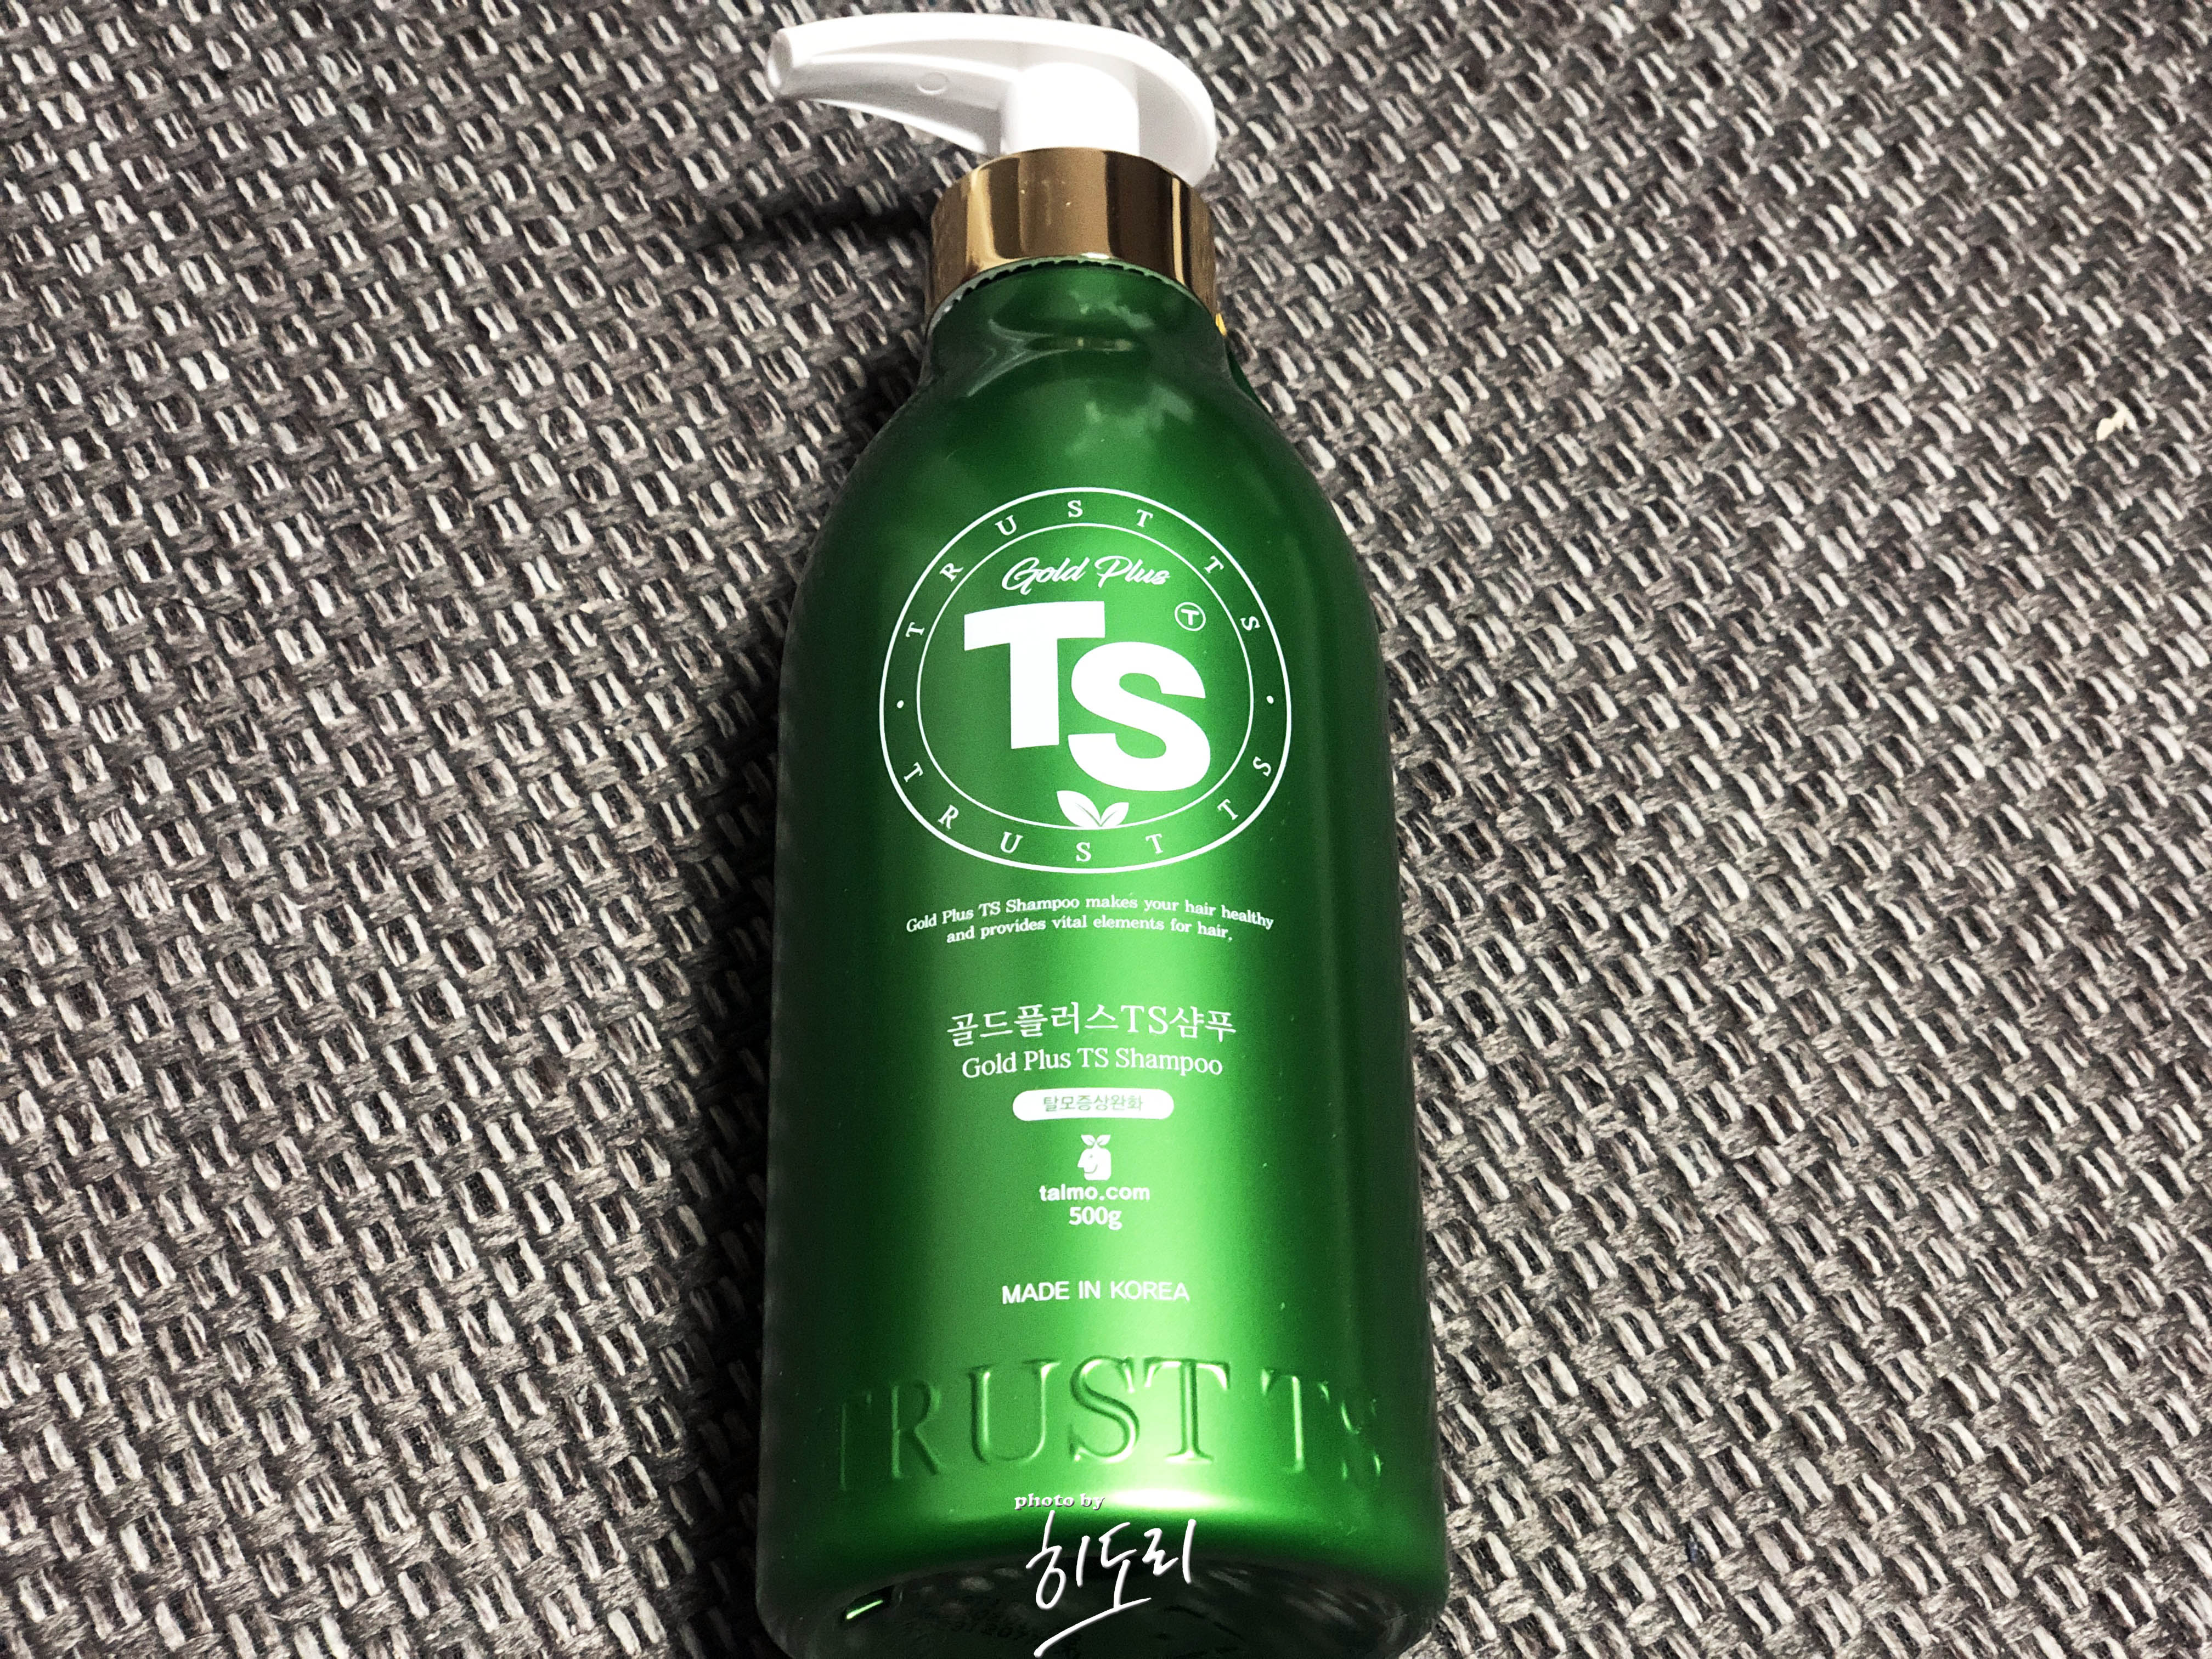 TRUST TS
Gold Plus
TS
T
TRUST TS
Gold Plus TS Shampoo makes your hair healthy
and provides vital elements for hair.
골드플러스TS샴푸
Gold Plus TS Shampoo
탈모증상완화
talmo.com
500g
MADE IN KOREA
TRUST TS
photo by
히도리